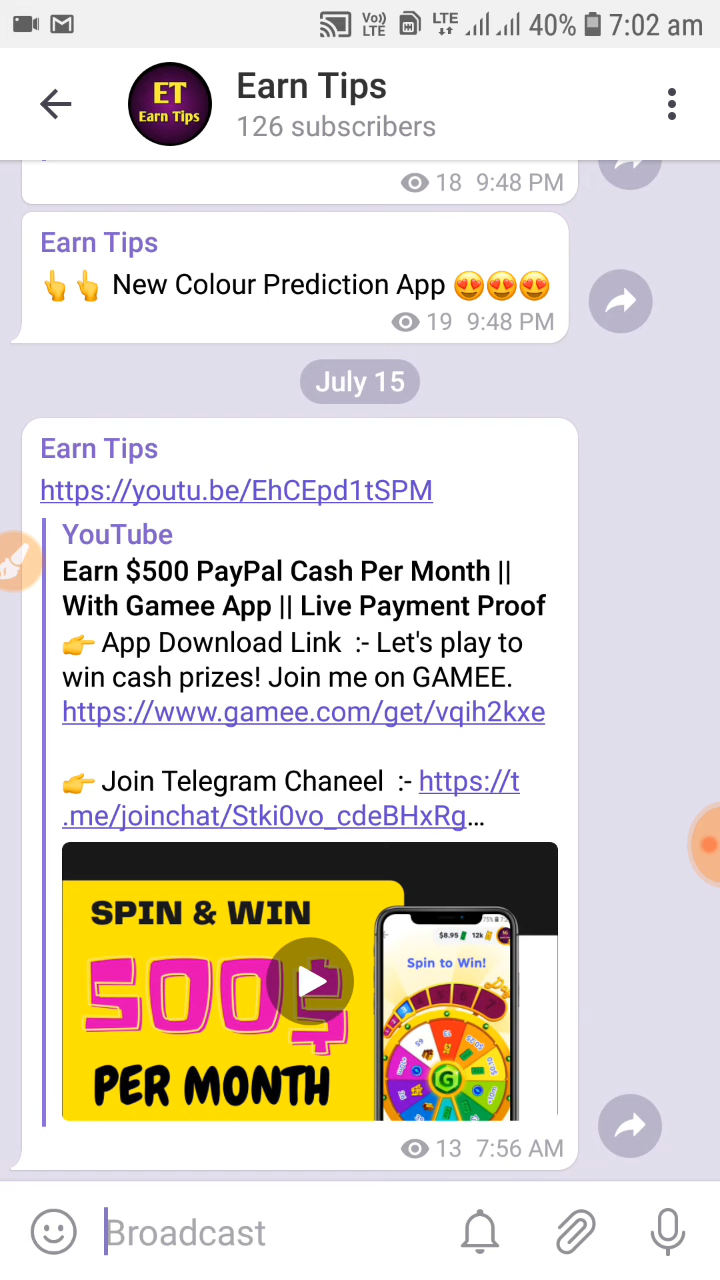 Vo)) LTE LTE 40% 7:02 am
ET
Earn Tips
Earn Tips
126 subscribers
18 9:48 PM
Earn Tips
👆👆 New Colour Prediction App 😍😍😍
19 9:48 PM
July 15
Earn Tips
https://youtu.be/EhCEpd1tSPM
YouTube
Earn $500 PayPal Cash Per Month ||
With Gamee App || Live Payment Proof
👉 App Download Link :- Let's play to
win cash prizes! Join me on GAMEE.
https://www.gamee.com/get/vqih2kxe
👉 Join Telegram Chaneel :- https://t
.me/joinchat/Stki0vo_cdeBHxRg...
SPIN & WIN
500$
PER MONTH
$8.95 12k
Spin to Win!
G
13 7:56 AM
Broadcast